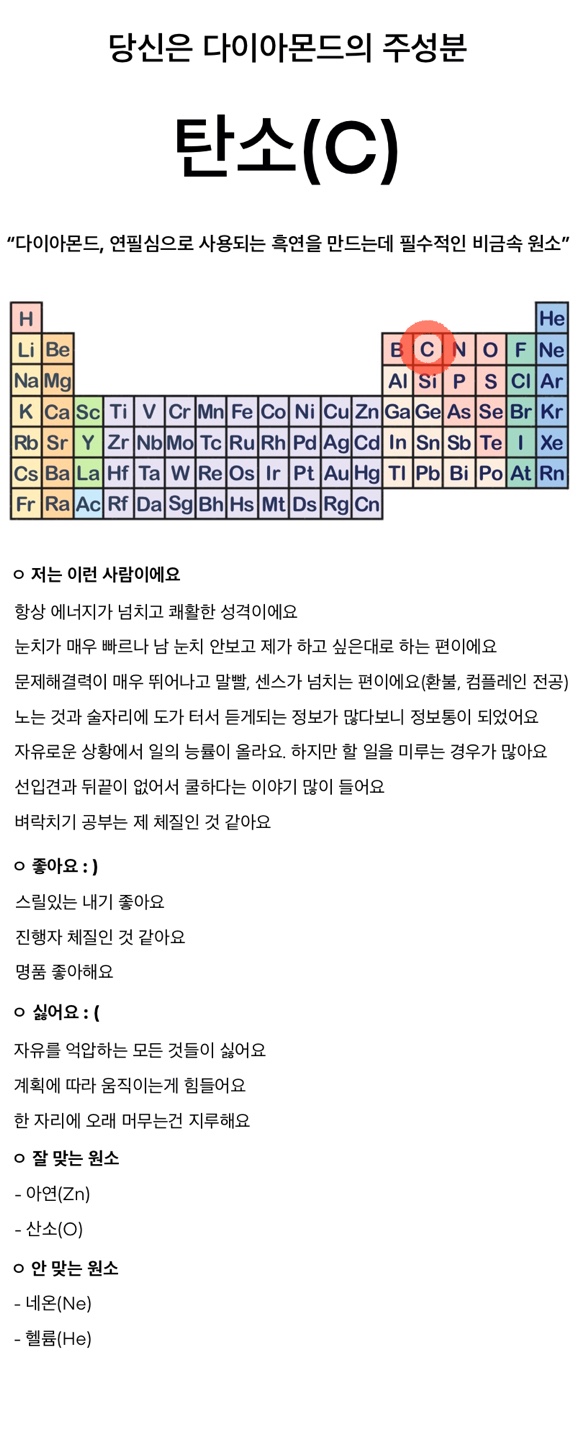 당신은 다이아몬드의 주성분
탄소(C)
“다이아몬드, 연필심으로 사용되는 흑연을 만드는데 필수적인 비금속 원소”
H He
Li Be B C N O F Ne
Na Mg Al Si P S Cl Ar
K Ca Sc Ti V Cr Mn Fe Co Ni Cu Zn Ga Ge As Se Br Kr
Rb Sr Y Zr Nb Mo Tc Ru Rh Pd Ag Cd In Sn Sb Te I Xe
Cs Ba La Hf Ta W Re Os Ir Pt Au Hg Tl Pb Bi Po At Rn
Fr Ra Ac Rf Da Sg Bh Hs Mt Ds Rg Cn
ㅇ 저는 이런 사람이에요
항상 에너지가 넘치고 쾌활한 성격이에요
눈치가 매우 빠르나 남 눈치 안보고 제가 하고 싶은대로 하는 편이에요
문제해결력이 매우 뛰어나고 말빨, 센스가 넘치는 편이에요(환불, 컴플레인 전공)
노는 것과 술자리에 도가 터서 듣게되는 정보가 많다보니 정보통이 되었어요
자유로운 상황에서 일의 능률이 올라요. 하지만 할 일을 미루는 경우가 많아요
선입견과 뒤끝이 없어서 쿨하다는 이야기 많이 들어요
벼락치기 공부는 제 체질인 것 같아요
ㅇ 좋아요 : )
스릴있는 내기 좋아요
진행자 체질인 것 같아요
명품 좋아해요
ㅇ 싫어요 : (
자유를 억압하는 모든 것들이 싫어요
계획에 따라 움직이는게 힘들어요
한 자리에 오래 머무는건 지루해요
ㅇ 잘 맞는 원소
- 아연(Zn)
- 산소(O)
ㅇ 안 맞는 원소
- 네온(Ne)
- 헬륨(He)